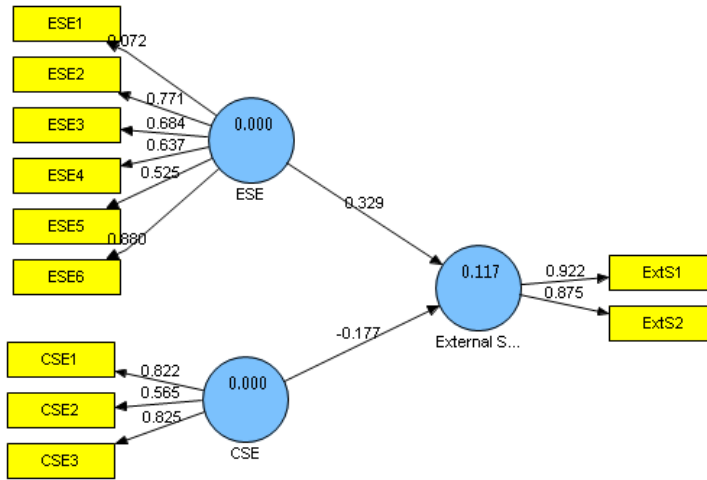 ESE1
0.072
ESE2
0.771
ESE3
0.684
0.000
ESE4
0.637
0.525
ESE
ESE5
0.329
0.880
ESE6
0.117
0.922
ExtS1
0.875
ExtS2
-0.177
External S...
CSE1
0.822
0.000
CSE2
0.565
0.825
CSE
CSE3